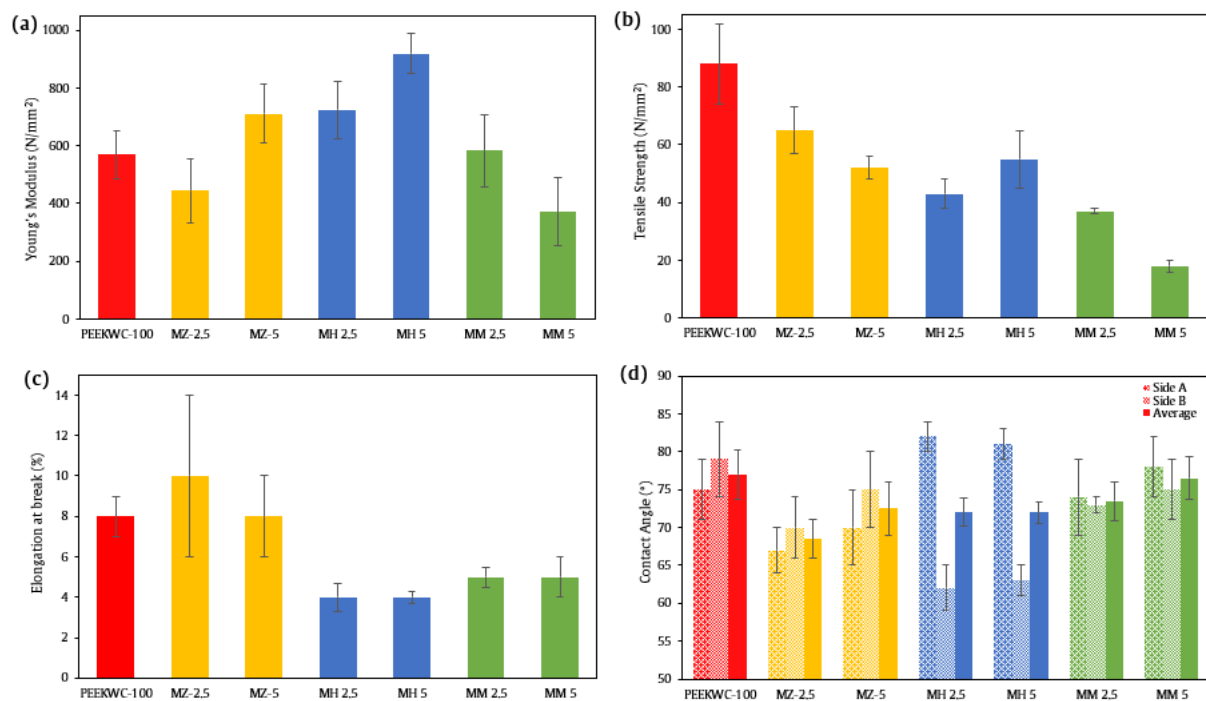 (a)
Young's Modulus (N/mm²)
1000
800
600
400
200
0
PEEKWC-100 MZ-2,5 MZ-5 MH 2,5 MH 5 MM 2,5 MM 5
(b)
Tensile Strength (N/mm²)
100
80
60
40
20
0
PEEKWC-100 MZ-2,5 MZ-5 MH 2,5 MH 5 MM 2,5 MM 5
(c)
Elongation at break (%)
14
12
10
8
6
4
2
0
PEEKWC-100 MZ-2,5 MZ-5 MH 2,5 MH 5 MM 2,5 MM 5
(d)
Contact Angle (°)
90
85
80
75
70
65
60
55
50
Side A
Side B
Average
PEEKWC-100 MZ-2,5 MZ-5 MH 2,5 MH 5 MM 2,5 MM 5